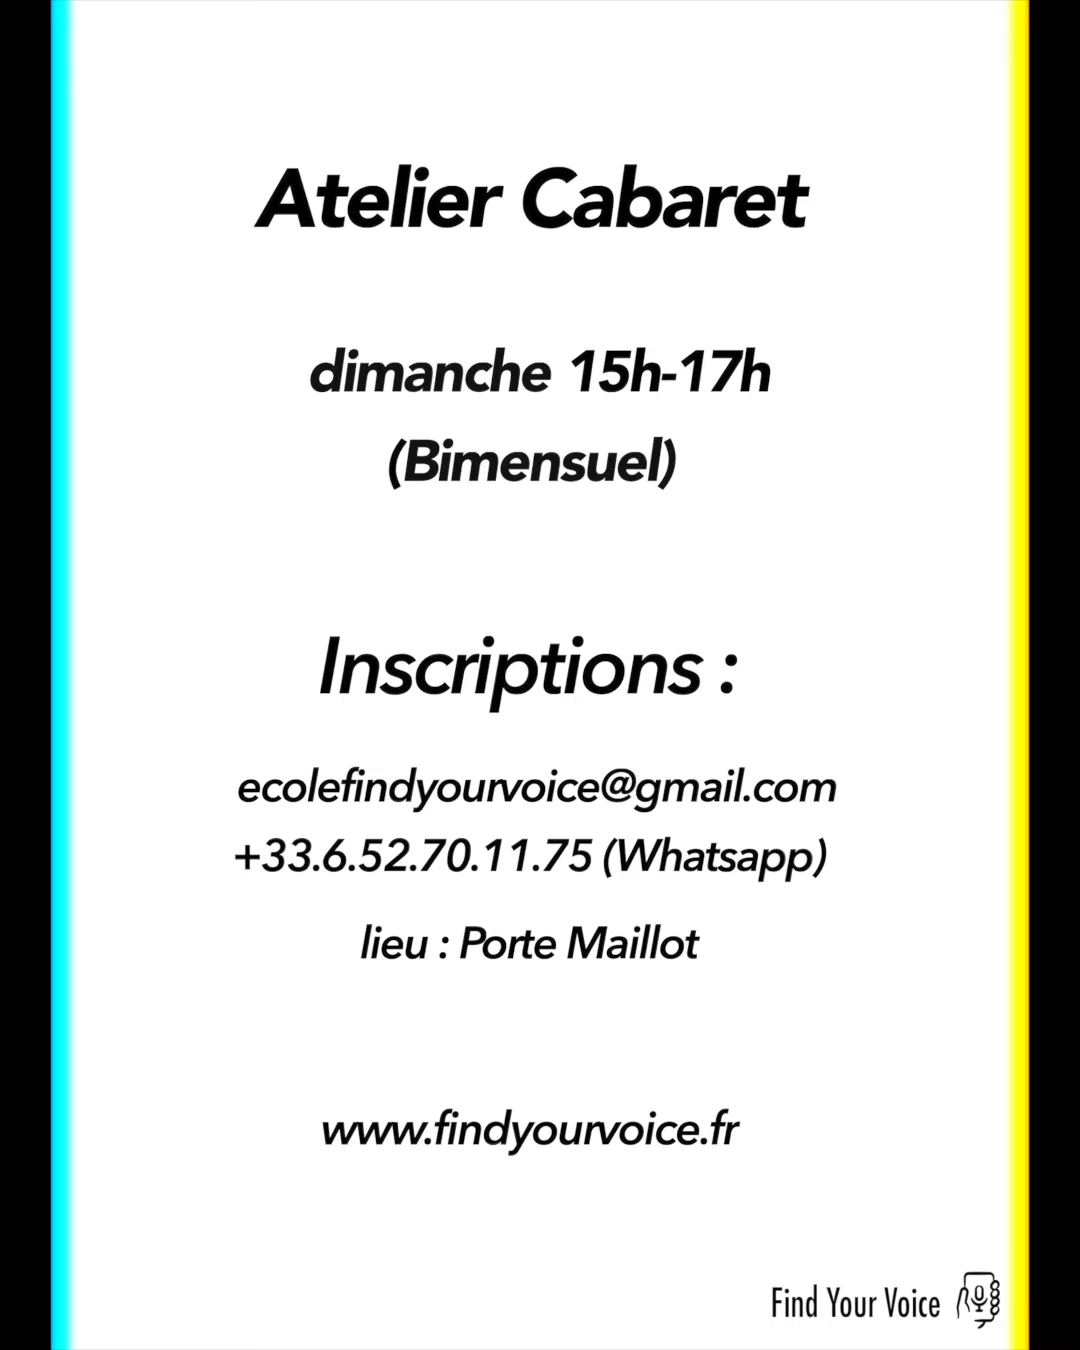 Atelier Cabaret
dimanche 15h-17h
(Bimensuel)
Inscriptions :
ecolefindyourvoice@gmail.com
+33.6.52.70.11.75 (Whatsapp)
lieu : Porte Maillot
www.findyourvoice.fr
Find Your Voice